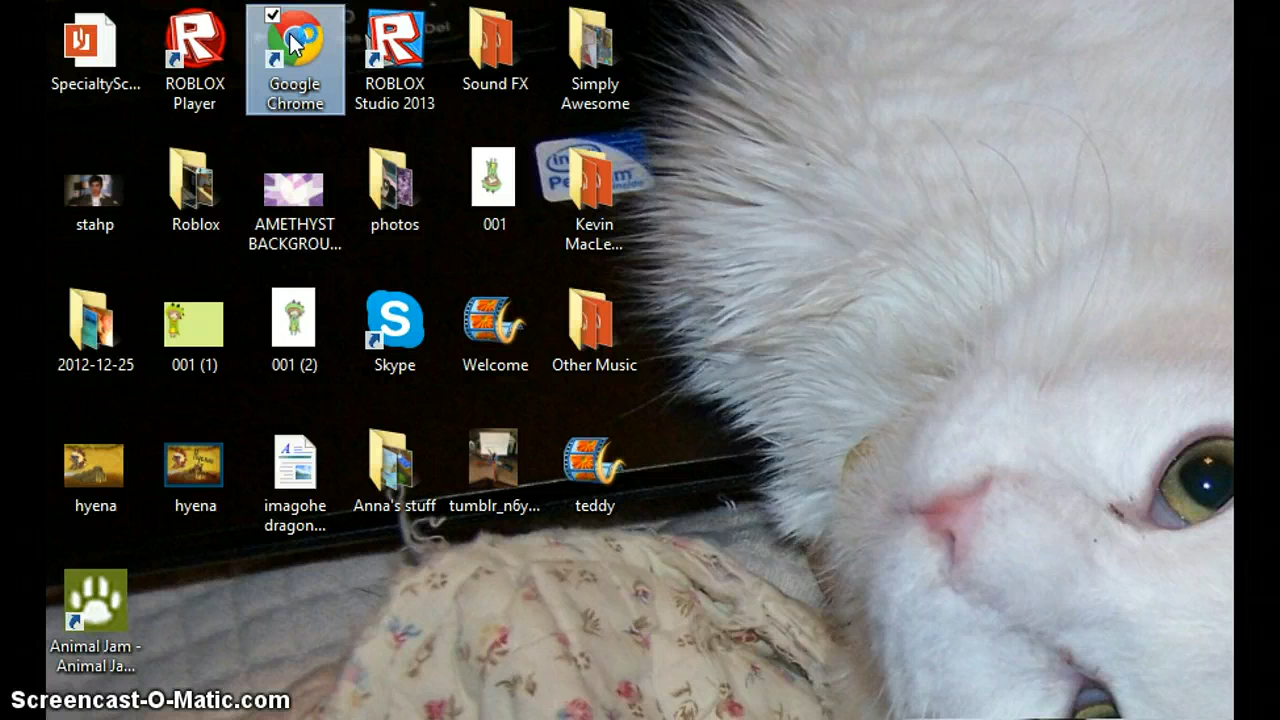 SpecialtySc...
ROBLOX
Player
Google
Chrome
ROBLOX
Studio 2013
Sound FX
Simply
Awesome
Del
stahp
Roblox
AMETHYST
BACKGROU...
photos
001
Kevin
MacLe...
inside
2012-12-25
001 (1)
001 (2)
S
Skype
Welcome
Other Music
hyena
hyena
imagohe
dragon...
Anna's stuff
tumblr_n6y...
teddy
Animal Jam -
Animal Ja...
Screencast-O-Matic.com